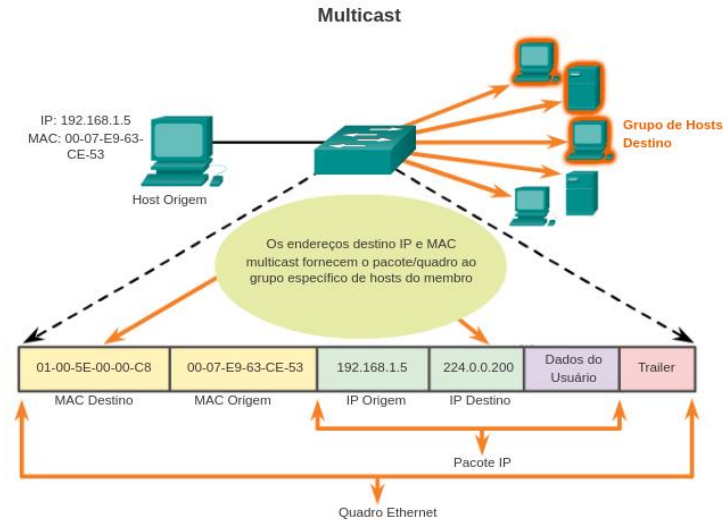 Multicast
IP: 192.168.1.5
MAC: 00-07-E9-63-
CE-53
Host Origem
Grupo de Hosts
Destino
Os endereços destino IP e MAC
multicast fornecem o pacote/quadro ao
grupo específico de hosts do membro
01-00-5E-00-00-C8
00-07-E9-63-CE-53
192.168.1.5
224.0.0.200
Dados do
Usuário
Trailer
MAC Destino
MAC Origem
IP Origem
IP Destino
Pacote IP
Quadro Ethernet